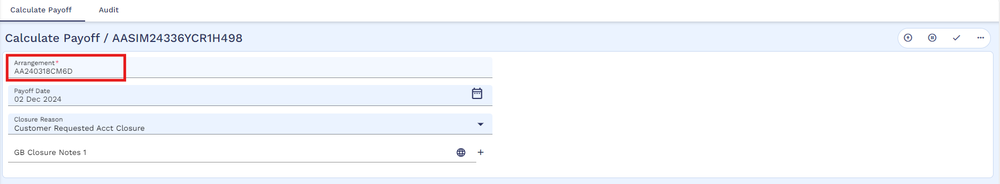 Calculate Payoff Audit
Calculate Payoff / AASIM24336YCR1H498
Arrangement*
AA240318CM6D
Payoff Date
02 Dec 2024
Closure Reason
Customer Requested Acct Closure
GB Closure Notes 1